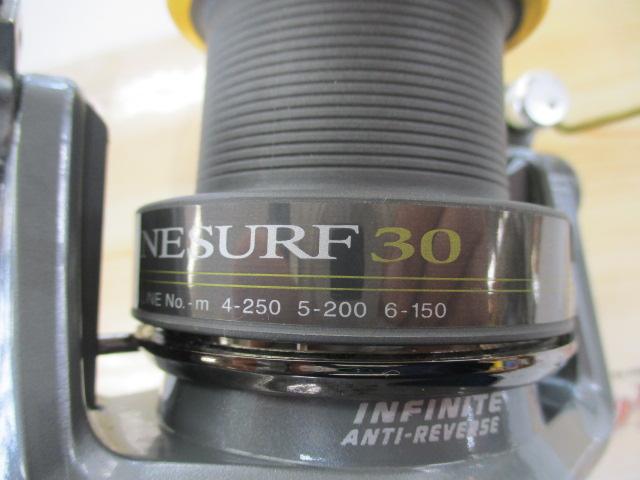 NESURF 30
LINE No.-m 4-250 5-200 6-150
INFINITE
ANTI-REVERSE